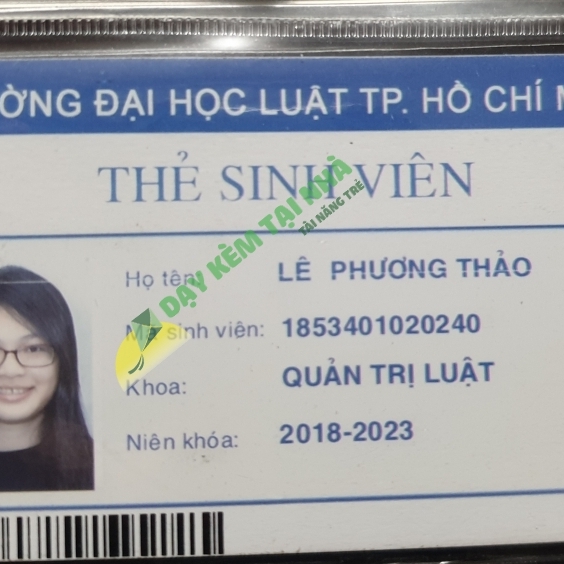 ỜNG ĐẠI HỌC LUẬT TP. HỒ CHÍ M
THẺ SINH VIÊN
DẠY KÈM TẠI NHÀ
TÀI NĂNG TRẺ
Họ tên: LÊ PHƯƠNG THẢO
Mã sinh viên: 1853401020240
Khoa: QUẢN TRỊ LUẬT
Niên khóa: 2018-2023